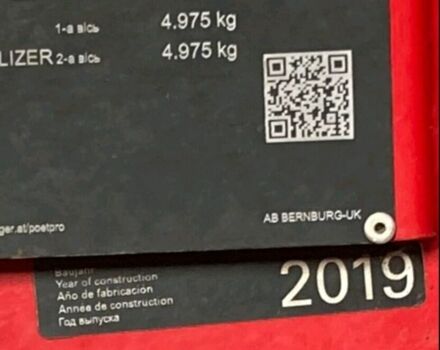 1-а вісь 4.975 kg
LIZER 2-а вісь 4.975 kg
AB BERNBURG-UK
ger.at/poetpro
Baujahr
Year of construction
Año de fabricación
Année de construction
Год выпуска
2019